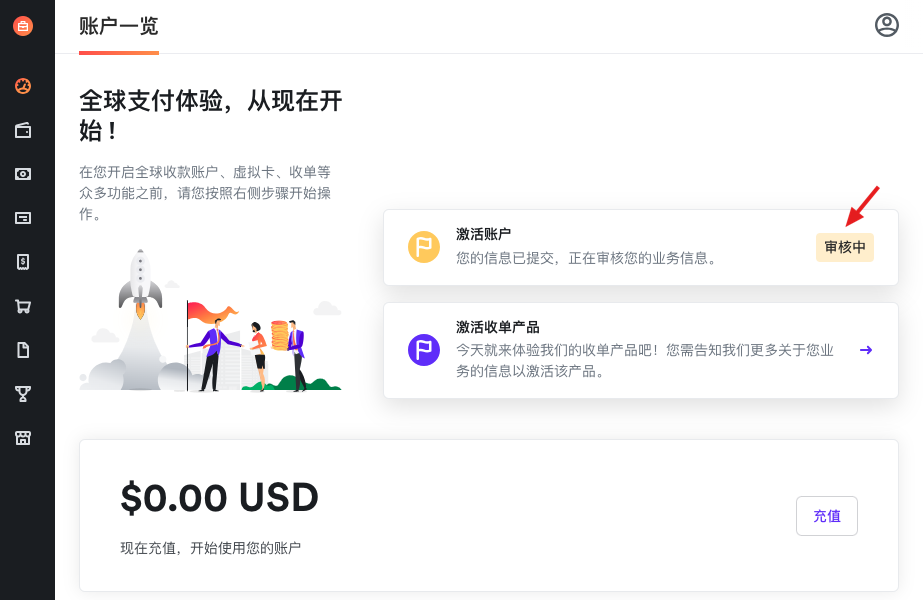 账户一览
全球支付体验，从现在开
始！
在您开启全球收款账户、虚拟卡、收单等
众多功能之前，请您按照右侧步骤开始操
作。
激活账户
您的信息已提交，正在审核您的业务信息。
审核中
激活收单产品
今天就来体验我们的收单产品吧！您需告知我们更多关于您业
务的信息以激活该产品。
$0.00 USD
现在充值，开始使用您的账户
充值